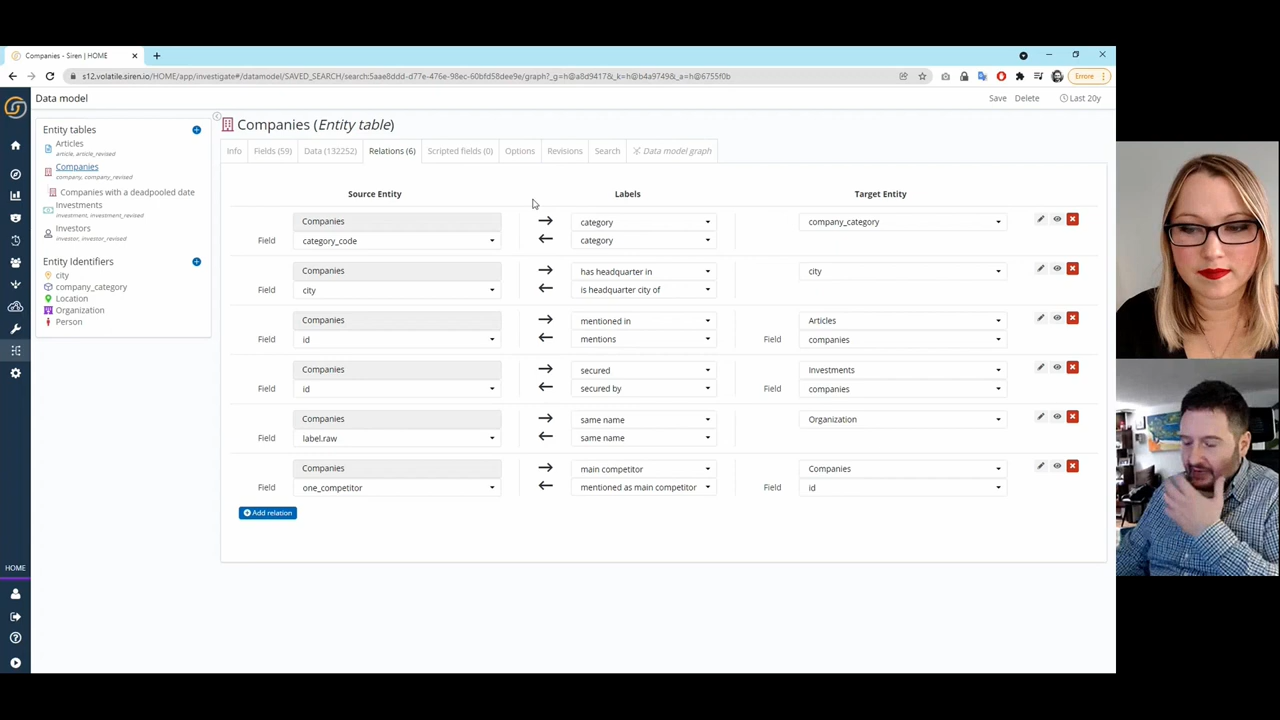 Companies - Siren | HOME
s12.volatile.siren.io/HOME/app/investigate#/datamodel/SAVED_SEARCH/search:5aae8ddd-d77e-476e-98ec-60bfd58dee9e/graph?_g=h@a8d9417&_k=h@b4a9749&_a=h@6755f0b
Errore
Data model
Save Delete Last 20y
Entity tables
Articles
article, article_revised
Companies
company, company_revised
Companies with a deadpooled date
Investments
investment, investment_revised
Investors
investor, investor_revised
Entity Identifiers
city
company_category
Location
Organization
Person
HOME
Companies (Entity table)
Info Fields (59) Data (132252) Relations (6) Scripted fields (0) Options Revisions Search Data model graph
Source Entity Labels Target Entity
Companies category company_category
Field category_code category
Companies has headquarter in city
Field city is headquarter city of
Companies mentioned in Articles
Field id mentions Field companies
Companies secured Investments
Field id secured by Field companies
Companies same name Organization
Field label.raw same name
Companies main competitor Companies
Field one_competitor mentioned as main competitor Field id
Add relation